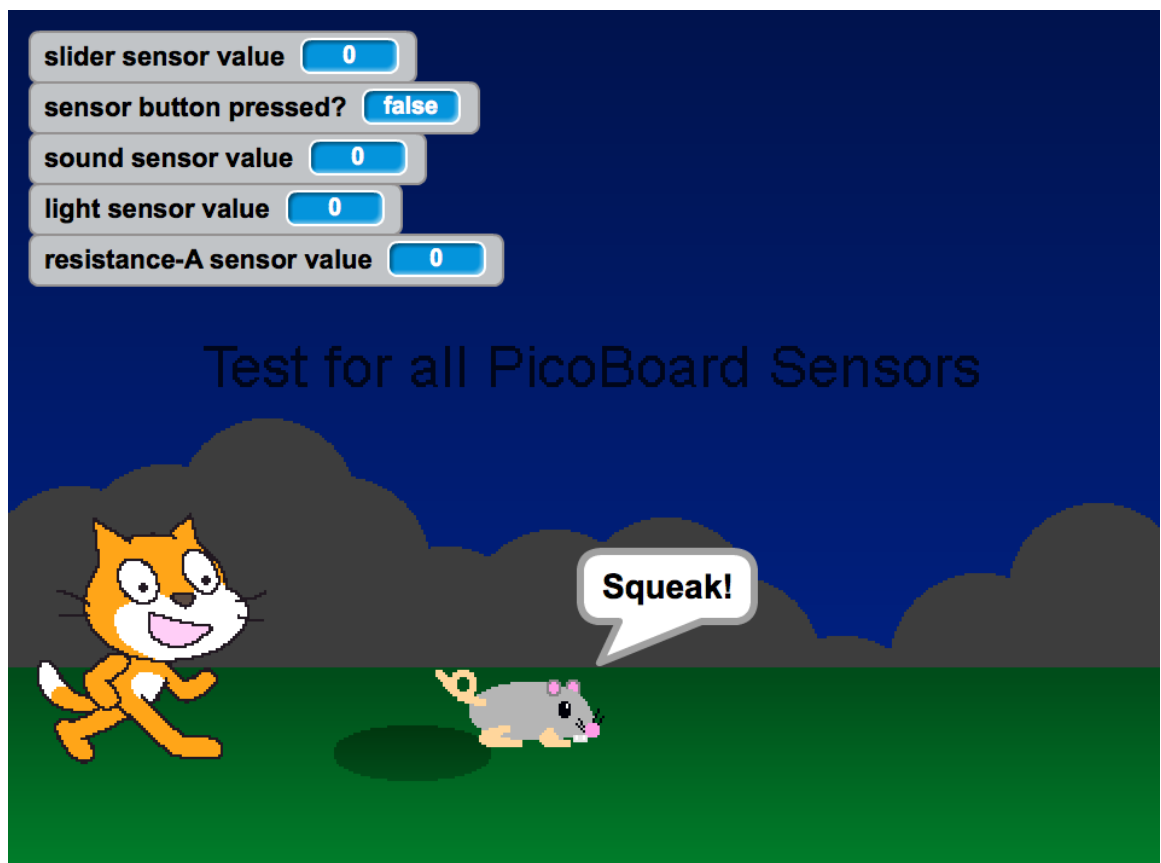 slider sensor value 0
sensor button pressed? false
sound sensor value 0
light sensor value 0
resistance-A sensor value 0
Test for all PicoBoard Sensors
Squeak!